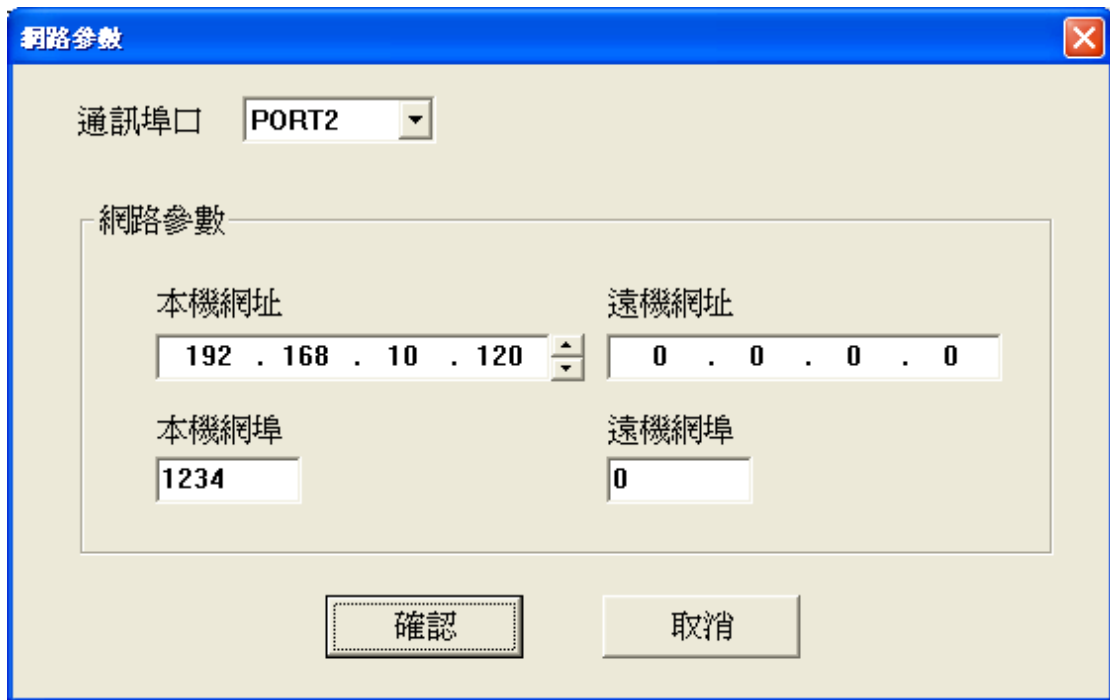 網路參數
通訊埠口 PORT2
網路參數
本機網址 遠機網址
192 . 168 . 10 . 120 0 . 0 . 0 . 0
本機網埠 遠機網埠
1234 0
確認 取消